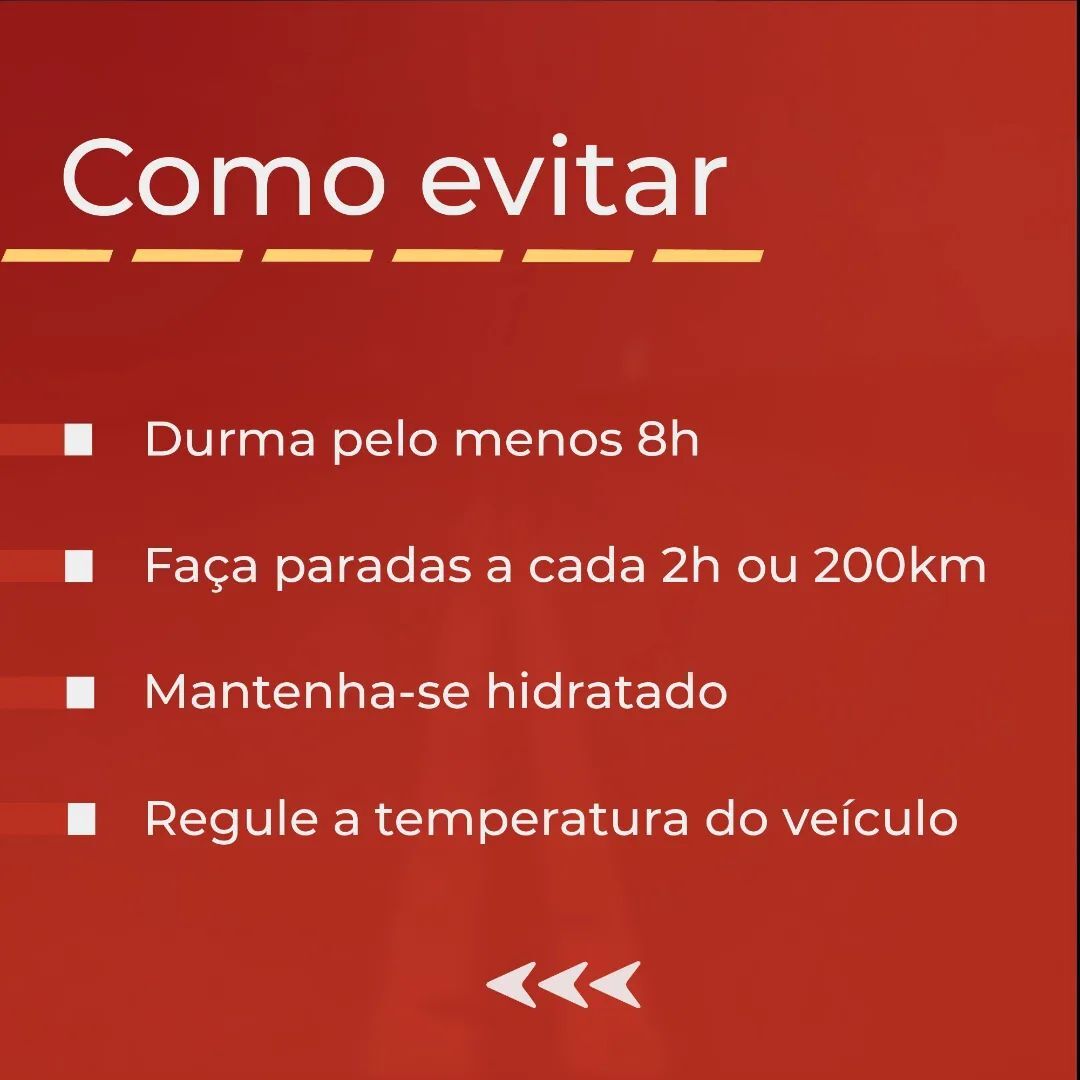 Como evitar
Durma pelo menos 8h
Faça paradas a cada 2h ou 200km
Mantenha-se hidratado
Regule a temperatura do veículo